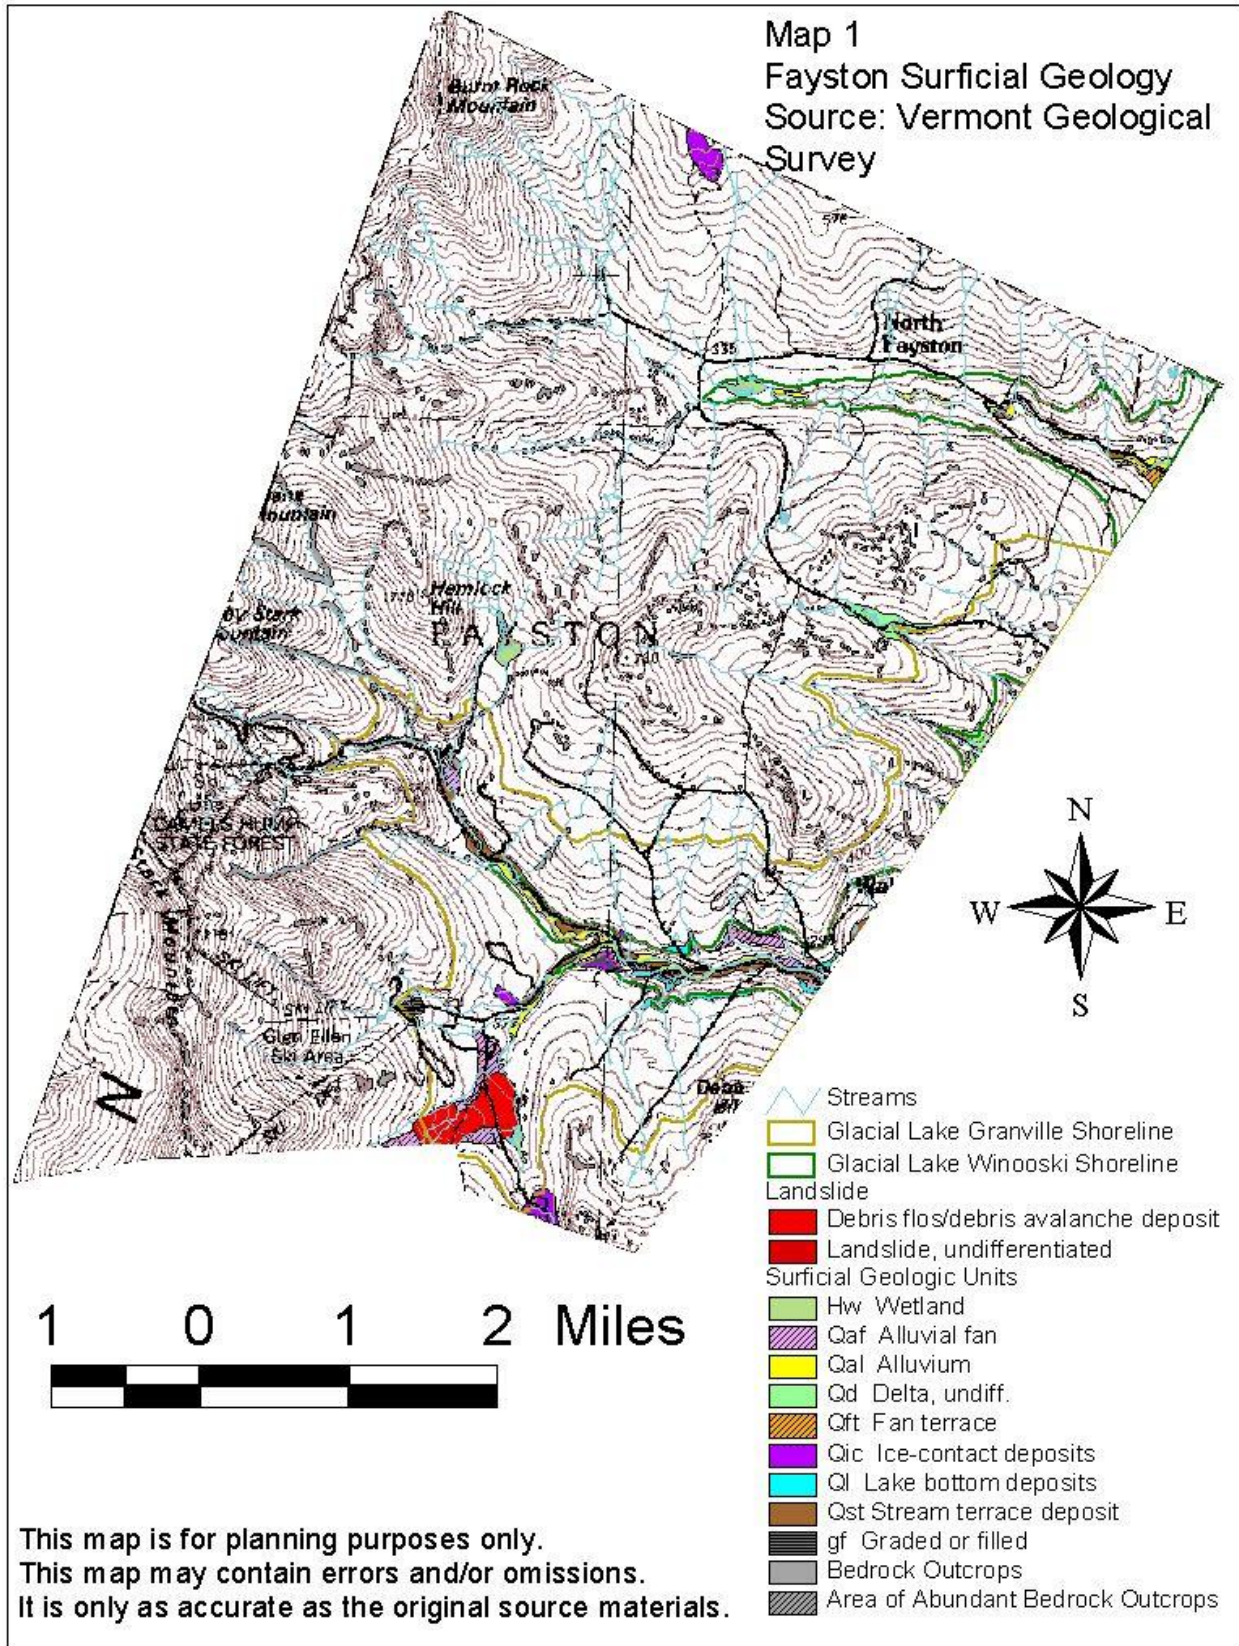 Map 1
Fayston Surficial Geology
Source: Vermont Geological
Survey
Burnt Rock
Mountain
578
North
Fayston
335
Hemlock
Hill
FAYSTON
CAMELS HUMP
STATE FOREST
SKI LIFT
Glen Ellen
Ski Area
N
N
W
E
S
Streams
Glacial Lake Granville Shoreline
Glacial Lake Winooski Shoreline
Landslide
Debris flos/debris avalanche deposit
Landslide, undifferentiated
Surficial Geologic Units
Hw Wetland
Qaf Alluvial fan
Qal Alluvium
Qd Delta, undiff.
Qft Fan terrace
Qic Ice-contact deposits
Ql Lake bottom deposits
Qst Stream terrace deposit
gf Graded or filled
Bedrock Outcrops
Area of Abundant Bedrock Outcrops
1 0 1 2 Miles
This map is for planning purposes only.
This map may contain errors and/or omissions.
It is only as accurate as the original source materials.